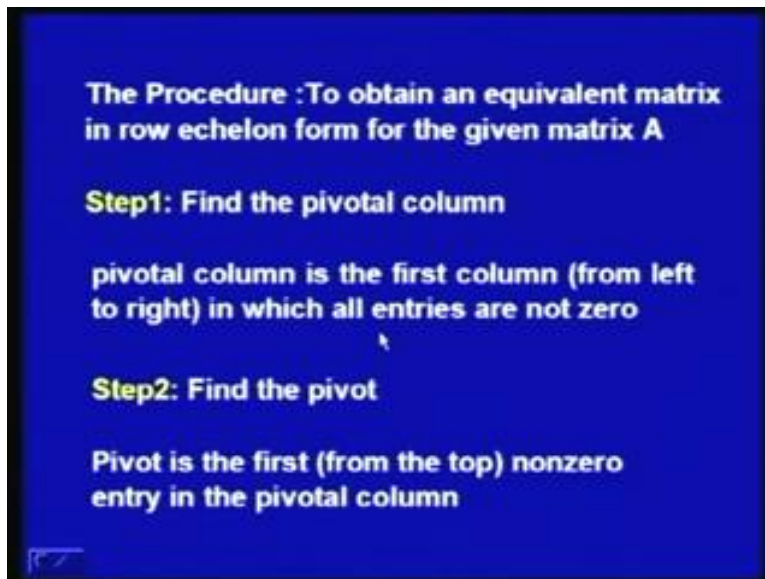 The Procedure :To obtain an equivalent matrix
in row echelon form for the given matrix A
Step1: Find the pivotal column
pivotal column is the first column (from left
to right) in which all entries are not zero
Step2: Find the pivot
Pivot is the first (from the top) nonzero
entry in the pivotal column